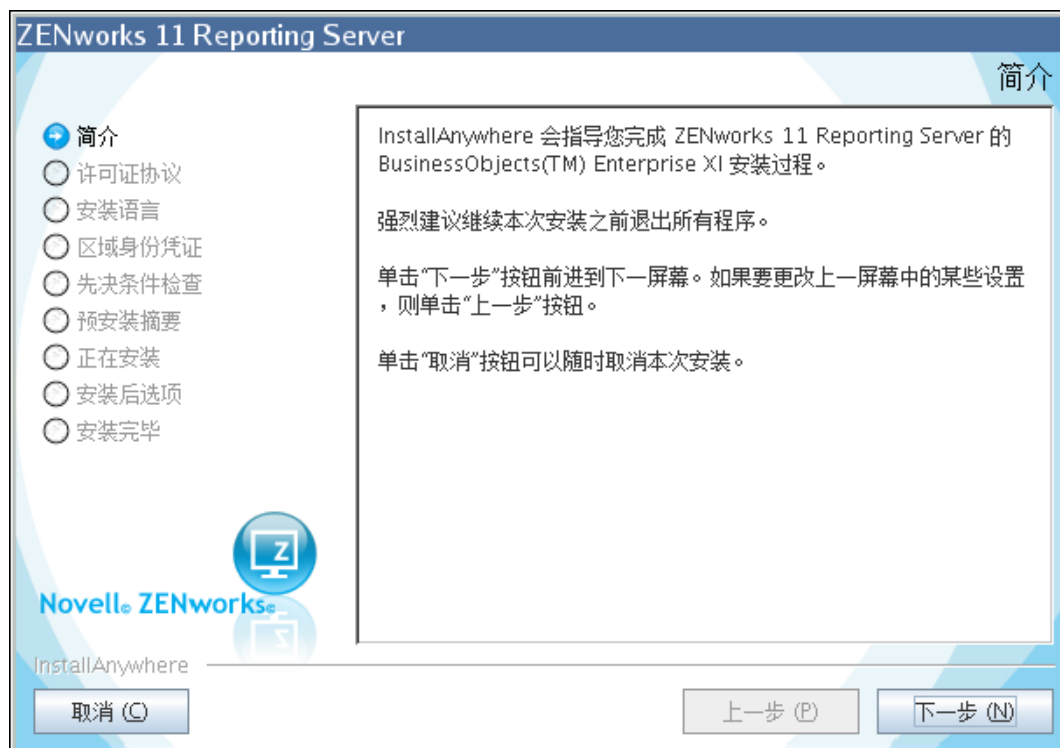 ZENworks 11 Reporting Server
简介
简介
许可证协议
安装语言
区域身份凭证
先决条件检查
预安装摘要
正在安装
安装后选项
安装完毕
InstallAnywhere 会指导您完成 ZENworks 11 Reporting Server 的
BusinessObjects(TM) Enterprise XI 安装过程。
强烈建议继续本次安装之前退出所有程序。
单击“下一步”按钮前进到下一屏幕。如果要更改上一屏幕中的某些设置
，则单击“上一步”按钮。
单击“取消”按钮可以随时取消本次安装。
Z
Novell® ZENworks®
InstallAnywhere
取消 (C)
上一步 (P)
下一步 (N)